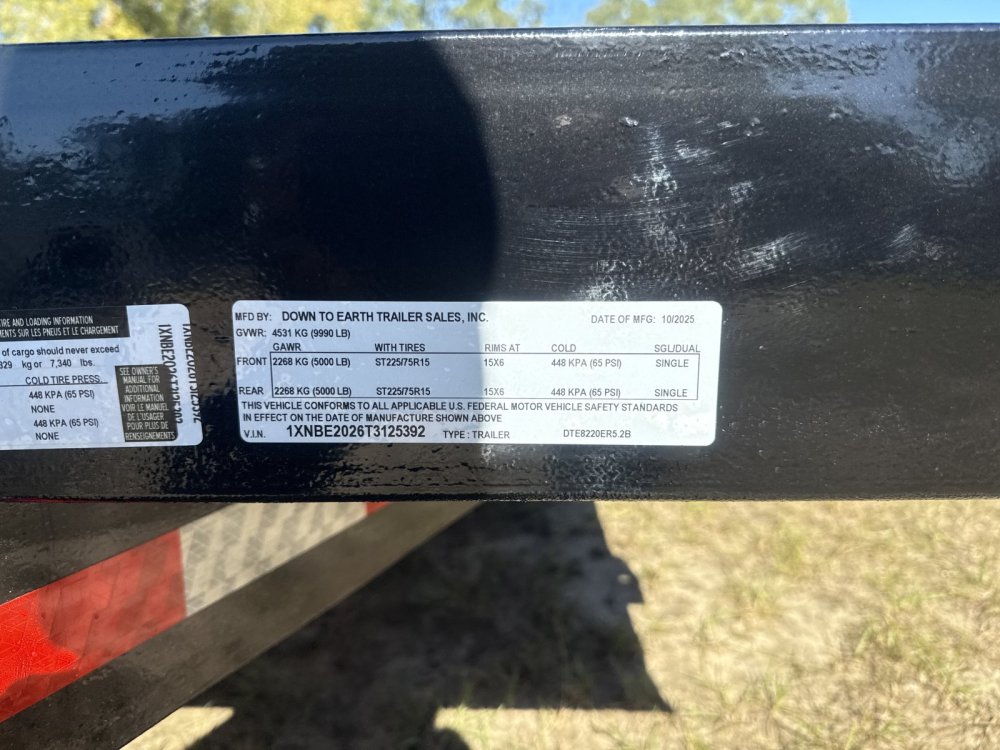 IRE AND LOADING INFORMATION
MENTS SUR LES PNEUS ET LE CHARGEMENT
of cargo should never exceed
329 kg or 7,340 lbs.
COLD TIRE PRESS.
448 KPA (65 PSI)
NONE
448 KPA (65 PSI)
NONE
SEE OWNER'S
MANUAL FOR
ADDITIONAL
INFORMATION
VOIR LE MANUEL
DE L'USAGER
POUR PLUS DE
RENSEIGNEMENTS
1XNBE2026T3125392
MFD BY: DOWN TO EARTH TRAILER SALES, INC. DATE OF MFG: 10/2025
GVWR: 4531 KG (9990 LB)
GAWR WITH TIRES RIMS AT COLD SGL/DUAL
FRONT 2268 KG (5000 LB) ST225/75R15 15X6 448 KPA (65 PSI) SINGLE
REAR 2268 KG (5000 LB) ST225/75R15 15X6 448 KPA (65 PSI) SINGLE
THIS VEHICLE CONFORMS TO ALL APPLICABLE U.S. FEDERAL MOTOR VEHICLE SAFETY STANDARDS
IN EFFECT ON THE DATE OF MANUFACTURE SHOWN ABOVE
V.I.N. 1XNBE2026T3125392 TYPE: TRAILER DTE8220ER5.2B